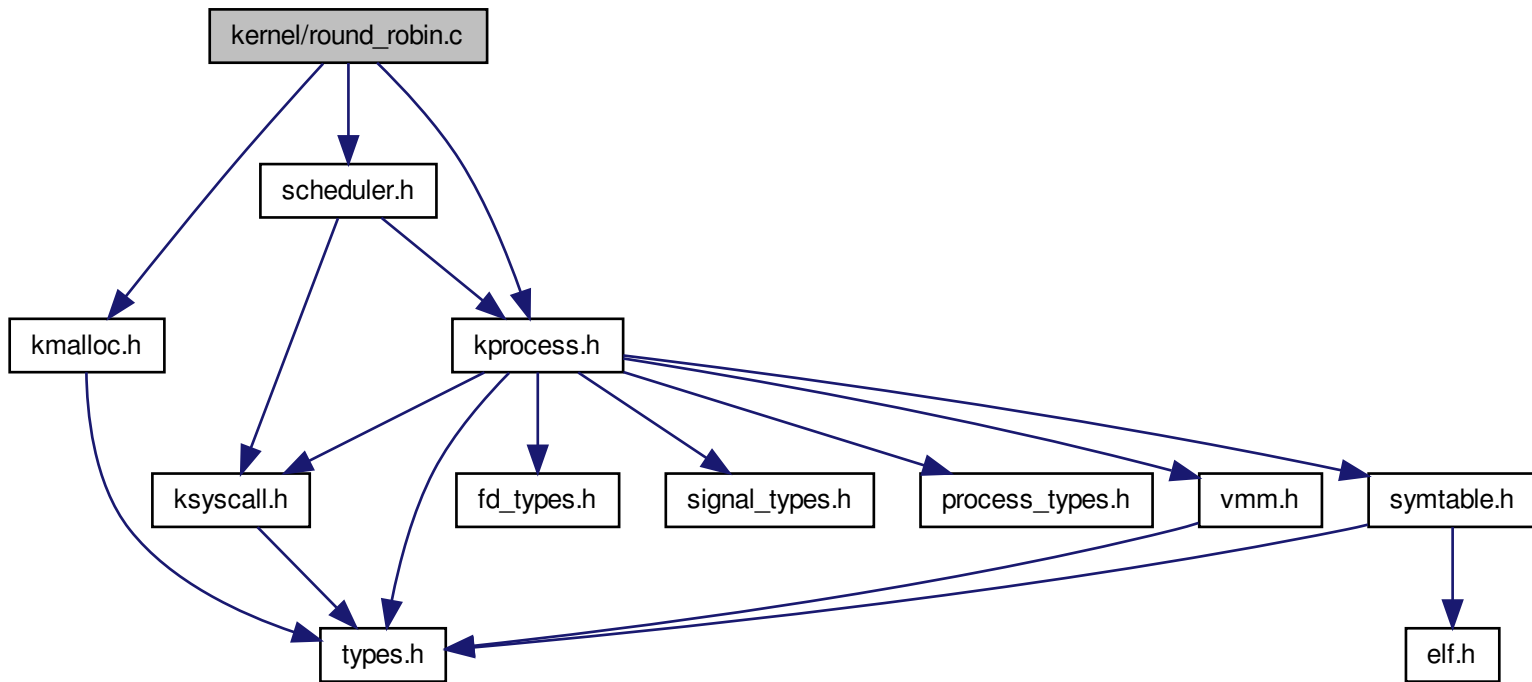 kernel/round_robin.c
scheduler.h
kmalloc.h
kprocess.h
ksyscall.h
fd_types.h
signal_types.h
process_types.h
vmm.h
symtable.h
types.h
elf.h